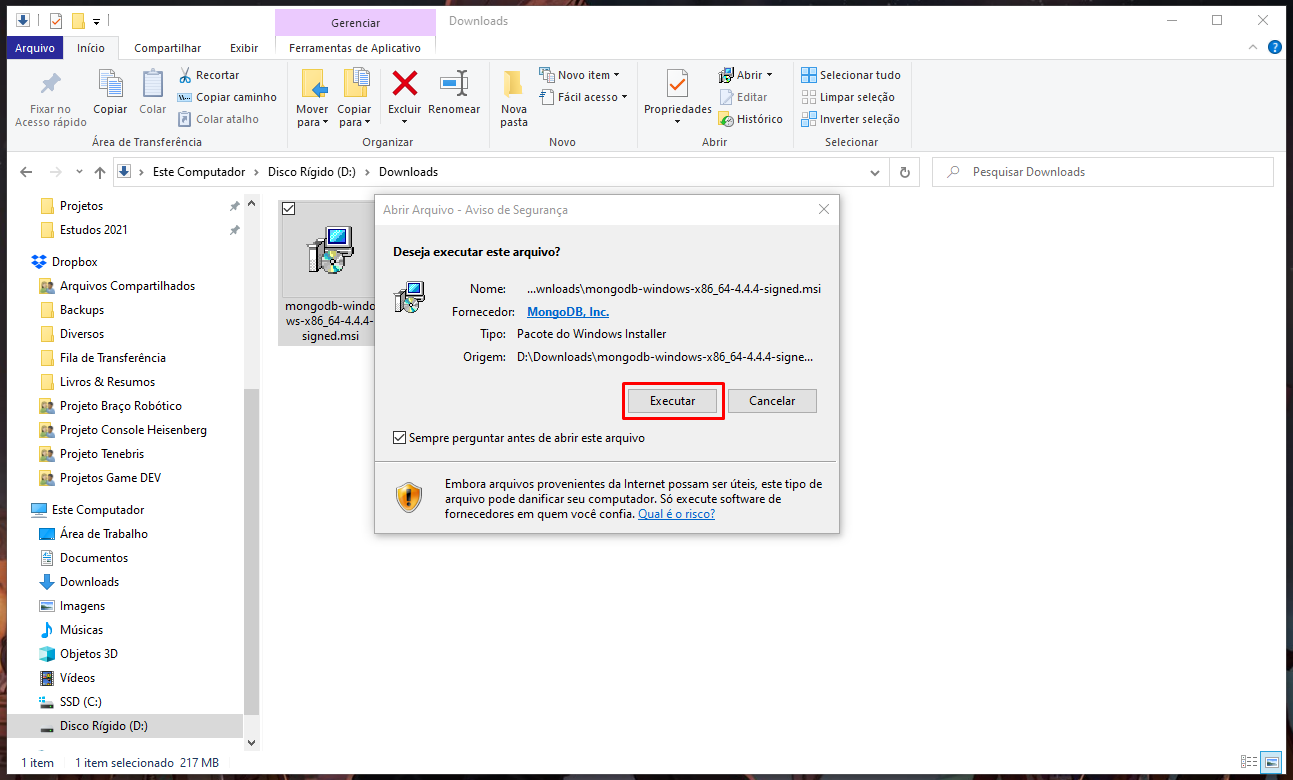 Gerenciar
Downloads
Arquivo
Início
Compartilhar
Exibir
Ferramentas de Aplicativo
Fixar no
Acesso rápido
Copiar
Colar
Recortar
Copiar caminho
Colar atalho
Área de Transferência
Mover
para
Copiar
para
Excluir
Renomear
Organizar
Nova
pasta
Novo item
Fácil acesso
Novo
Propriedades
Abrir
Editar
Histórico
Abrir
Selecionar tudo
Limpar seleção
Inverter seleção
Selecionar
Este Computador > Disco Rígido (D:) > Downloads
Pesquisar Downloads
Projetos
Estudos 2021
Dropbox
Arquivos Compartilhados
Backups
Diversos
Fila de Transferência
Livros & Resumos
Projeto Braço Robótico
Projeto Console Heisenberg
Projeto Tenebris
Projetos Game DEV
Este Computador
Área de Trabalho
Documentos
Downloads
Imagens
Músicas
Objetos 3D
Vídeos
SSD (C:)
Disco Rígido (D:)
mongodb-windo
ws-x86_64-4.4.4-
signed.msi
Abrir Arquivo - Aviso de Segurança
Deseja executar este arquivo?
Nome: ...wnloads\mongodb-windows-x86_64-4.4.4-signed.msi
Fornecedor: MongoDB, Inc.
Tipo: Pacote do Windows Installer
Origem: D:\Downloads\mongodb-windows-x86_64-4.4.4-signe...
Executar
Cancelar
Sempre perguntar antes de abrir este arquivo
Embora arquivos provenientes da Internet possam ser úteis, este tipo de
arquivo pode danificar seu computador. Só execute software de
fornecedores em quem você confia. Qual é o risco?
1 item
1 item selecionado 217 MB